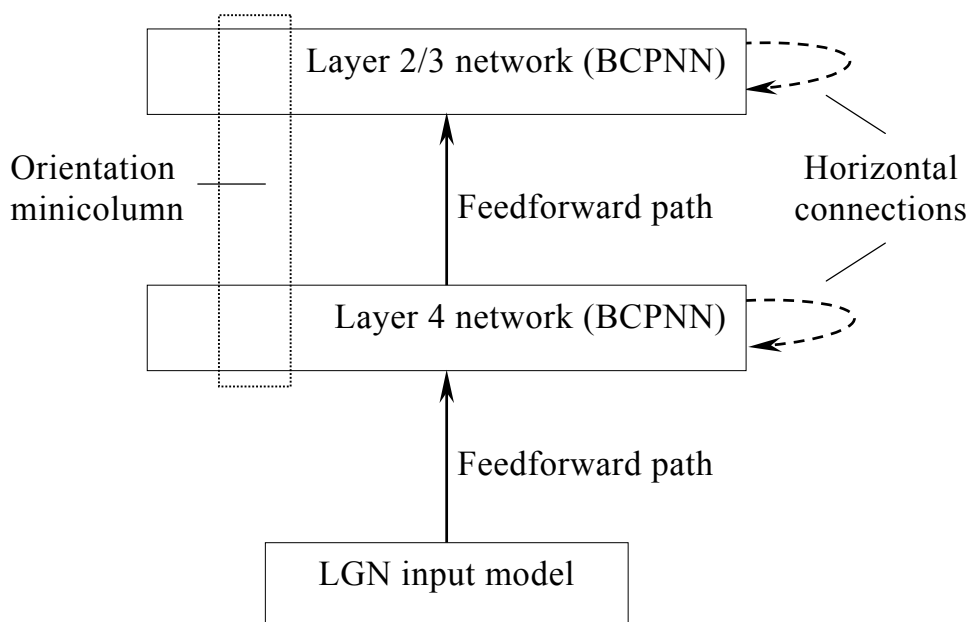 Layer 2/3 network (BCPNN)
Orientation
minicolumn
Feedforward path
Horizontal
connections
Layer 4 network (BCPNN)
Feedforward path
LGN input model